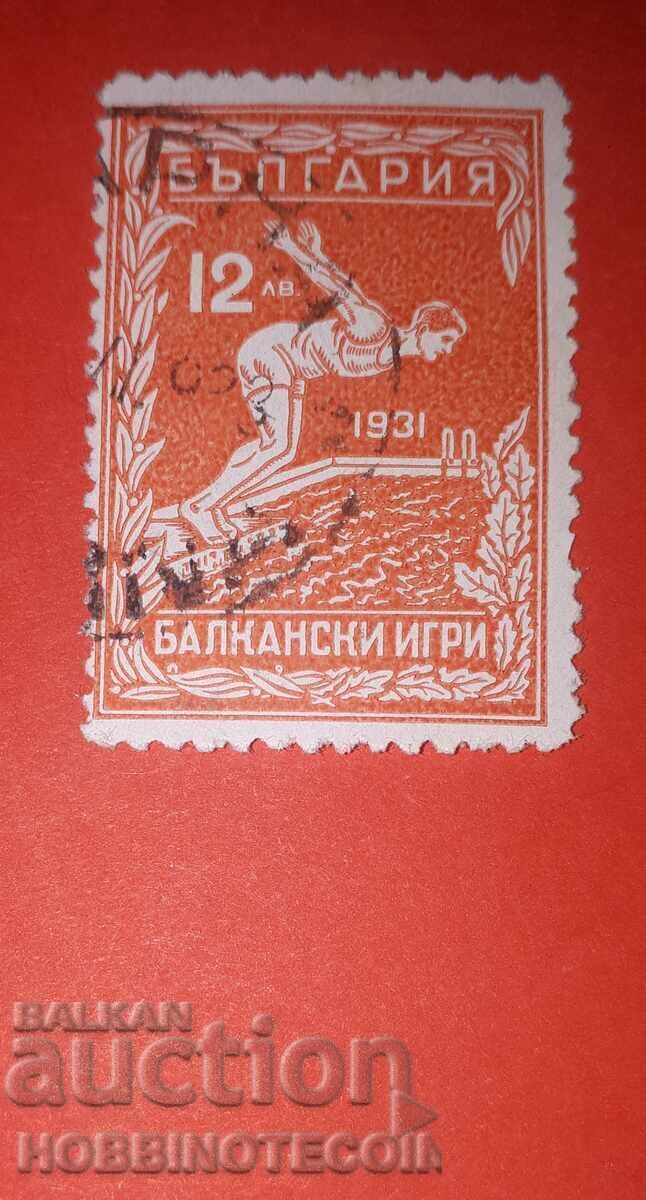 БЪЛГАРИЯ
12 ЛВ.
1931
БАЛКАНСКИ ИГРИ
BALKAN
auction
HOBBINOTECOIN